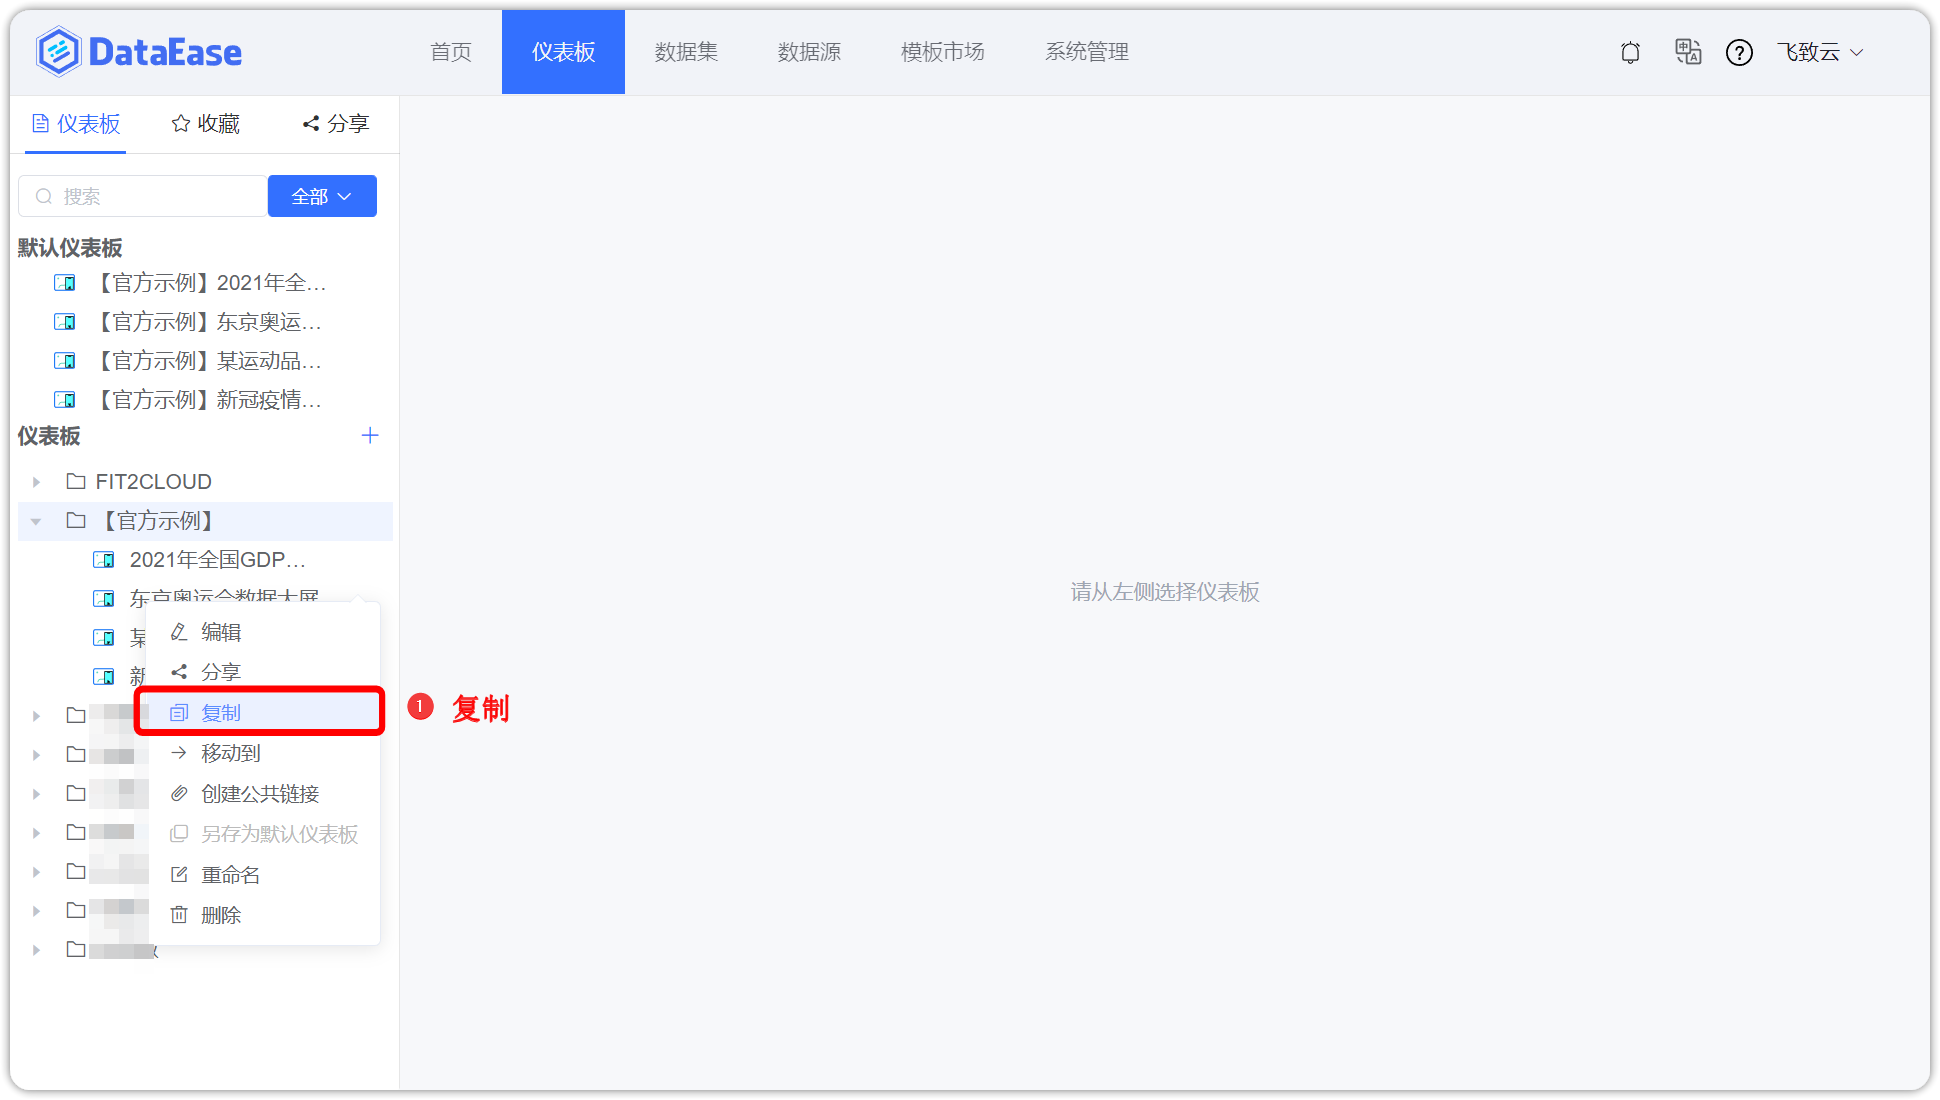 DataEase 首页 仪表板 数据集 数据源 模板市场 系统管理 飞致云
仪表板 收藏 分享
搜索 全部
默认仪表板
【官方示例】2021年全...
【官方示例】东京奥运...
【官方示例】某运动品...
【官方示例】新冠疫情...
仪表板
FIT2CLOUD
【官方示例】
2021年全国GDP...
东京奥运会数据大屏
某
新
编辑
分享
复制
1 复制
移动到
创建公共链接
另存为默认仪表板
重命名
删除
请从左侧选择仪表板